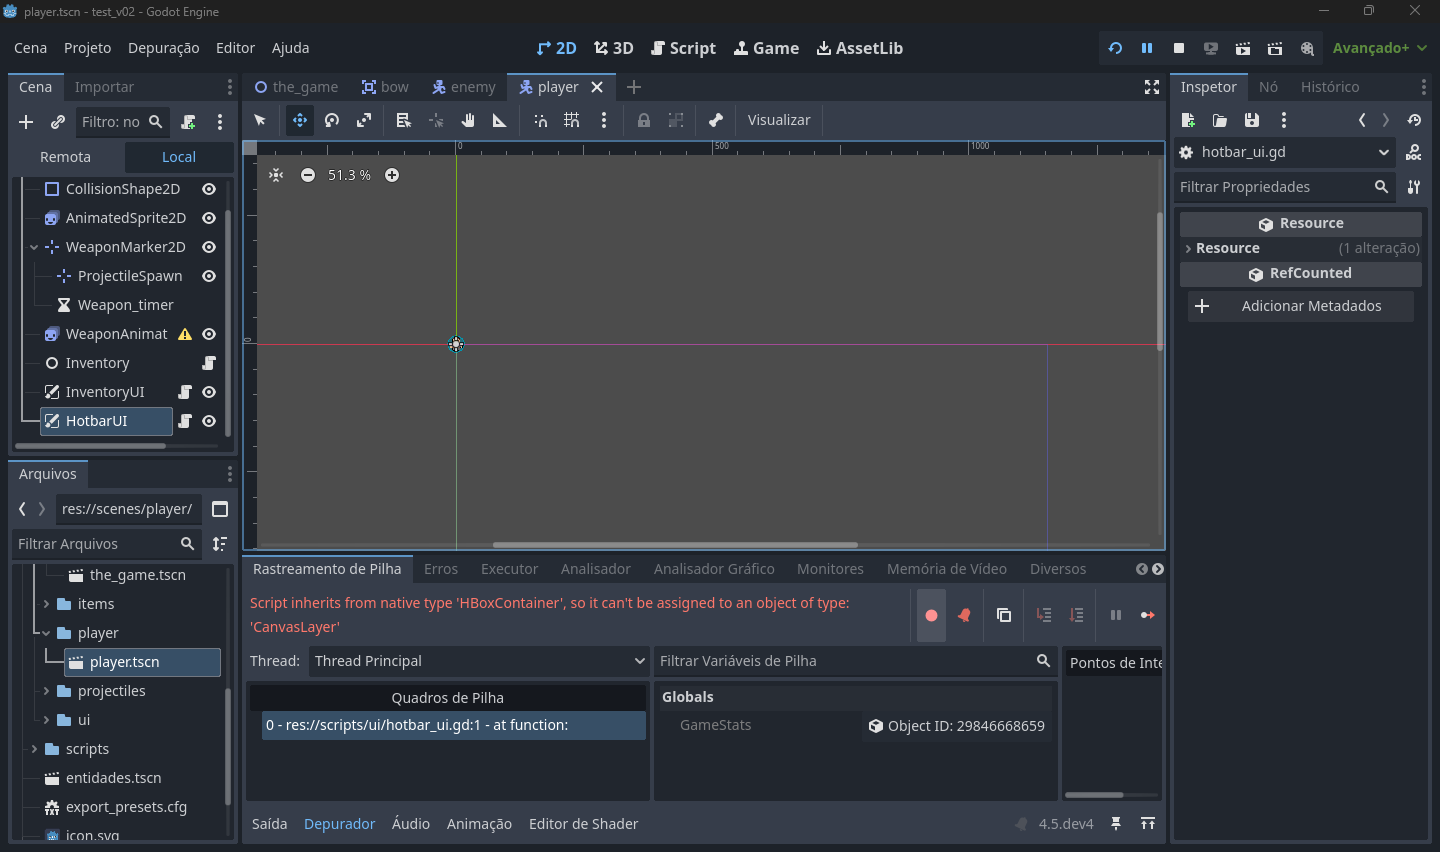 player.tscn - test_v02 - Godot Engine
Cena Projeto Depuração Editor Ajuda
2D 3D Script Game AssetLib
Avançado+
Cena Importar
Filtro: no
Remota Local
CollisionShape2D
AnimatedSprite2D
WeaponMarker2D
ProjectileSpawn
Weapon_timer
WeaponAnimat
Inventory
InventoryUI
HotbarUI
Arquivos
res://scenes/player/
Filtrar Arquivos
the_game.tscn
items
player
player.tscn
projectiles
ui
scripts
entidades.tscn
export_presets.cfg
icon.svg
the_game bow enemy player
Visualizar
0 500 1000
51.3 %
0
Rastreamento de Pilha Erros Executor Analisador Analisador Gráfico Monitores Memória de Vídeo Diversos
Script inherits from native type 'HBoxContainer', so it can't be assigned to an object of type:
'CanvasLayer'
Thread: Thread Principal
Filtrar Variáveis de Pilha
Pontos de Inte
Quadros de Pilha
0 - res://scripts/ui/hotbar_ui.gd:1 - at function:
Globals
GameStats Object ID: 29846668659
Saída Depurador Áudio Animação Editor de Shader
4.5.dev4
Inspetor Nó Histórico
hotbar_ui.gd
Filtrar Propriedades
Resource
Resource (1 alteração)
RefCounted
Adicionar Metadados